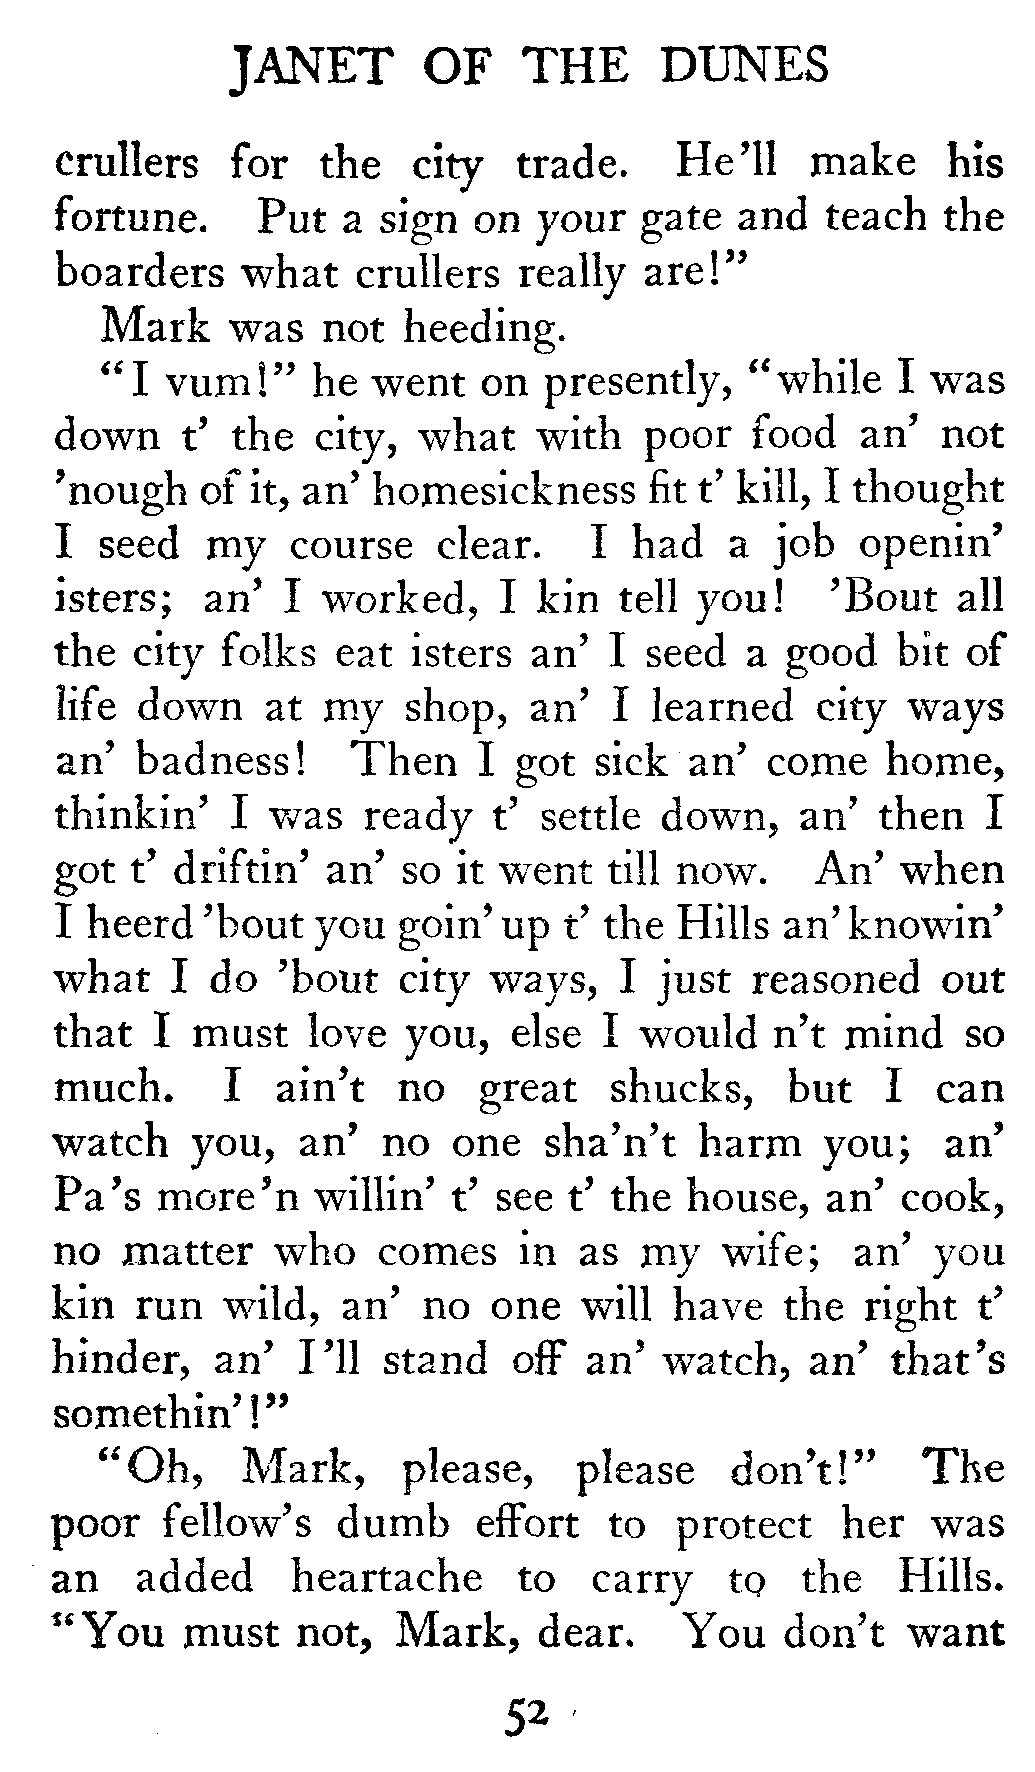 JANET OF THE DUNES
crullers for the city trade. He'll make his
fortune. Put a sign on your gate and teach the
boarders what crullers really are!"
Mark was not heeding.
"I vum!" he went on presently, "while I was
down t' the city, what with poor food an' not
'nough of it, an' homesickness fit t' kill, I thought
I seed my course clear. I had a job openin'
isters; an' I worked, I kin tell you! 'Bout all
the city folks eat isters an' I seed a good bit of
life down at my shop, an' I learned city ways
an' badness! Then I got sick an' come home,
thinkin' I was ready t' settle down, an' then I
got t' driftin' an' so it went till now. An' when
I heerd 'bout you goin' up t' the Hills an' knowin'
what I do 'bout city ways, I just reasoned out
that I must love you, else I would n't mind so
much. I ain't no great shucks, but I can
watch you, an' no one sha'n't harm you; an'
Pa's more'n willin' t' see t' the house, an' cook,
no matter who comes in as my wife; an' you
kin run wild, an' no one will have the right t'
hinder, an' I'll stand off an' watch, an' that's
somethin'!"
"Oh, Mark, please, please don't!" The
poor fellow's dumb effort to protect her was
an added heartache to carry to the Hills.
"You must not, Mark, dear. You don't want
52